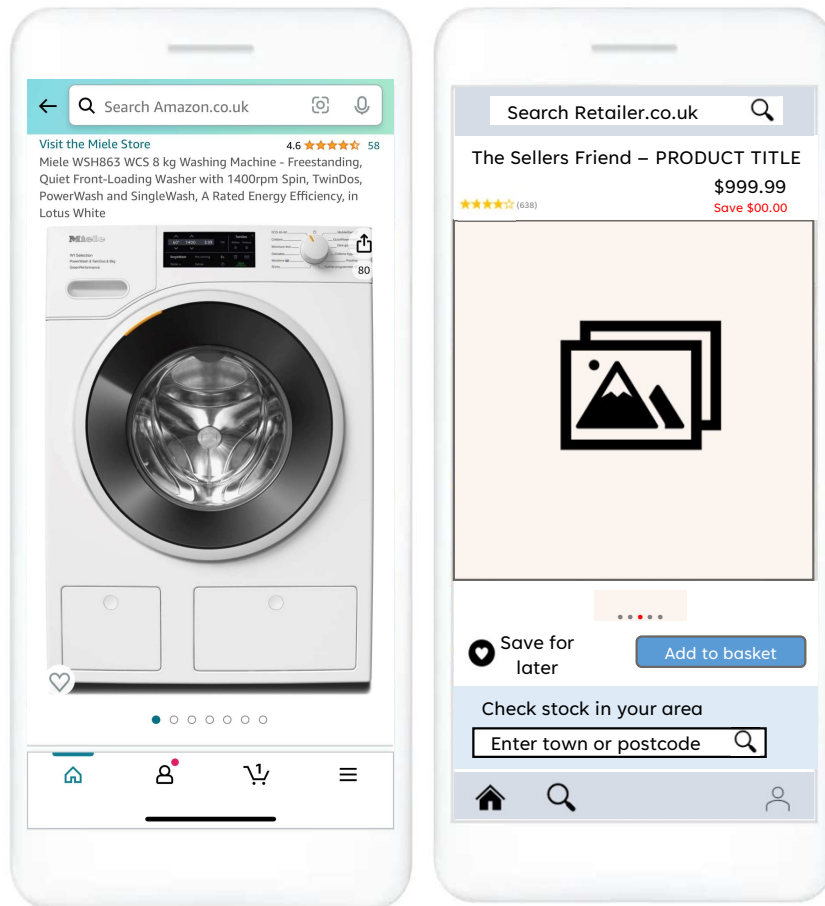 Search Amazon.co.uk
Visit the Miele Store
4.6
58
Miele WSH863 WCS 8 kg Washing Machine - Freestanding,
Quiet Front-Loading Washer with 1400rpm Spin, TwinDos,
PowerWash and SingleWash, A Rated Energy Efficiency, in
Lotus White
Miele
80
1
Search Retailer.co.uk
The Sellers Friend – PRODUCT TITLE
$999.99
(638)
Save $00.00
Save for
later
Add to basket
Check stock in your area
Enter town or postcode